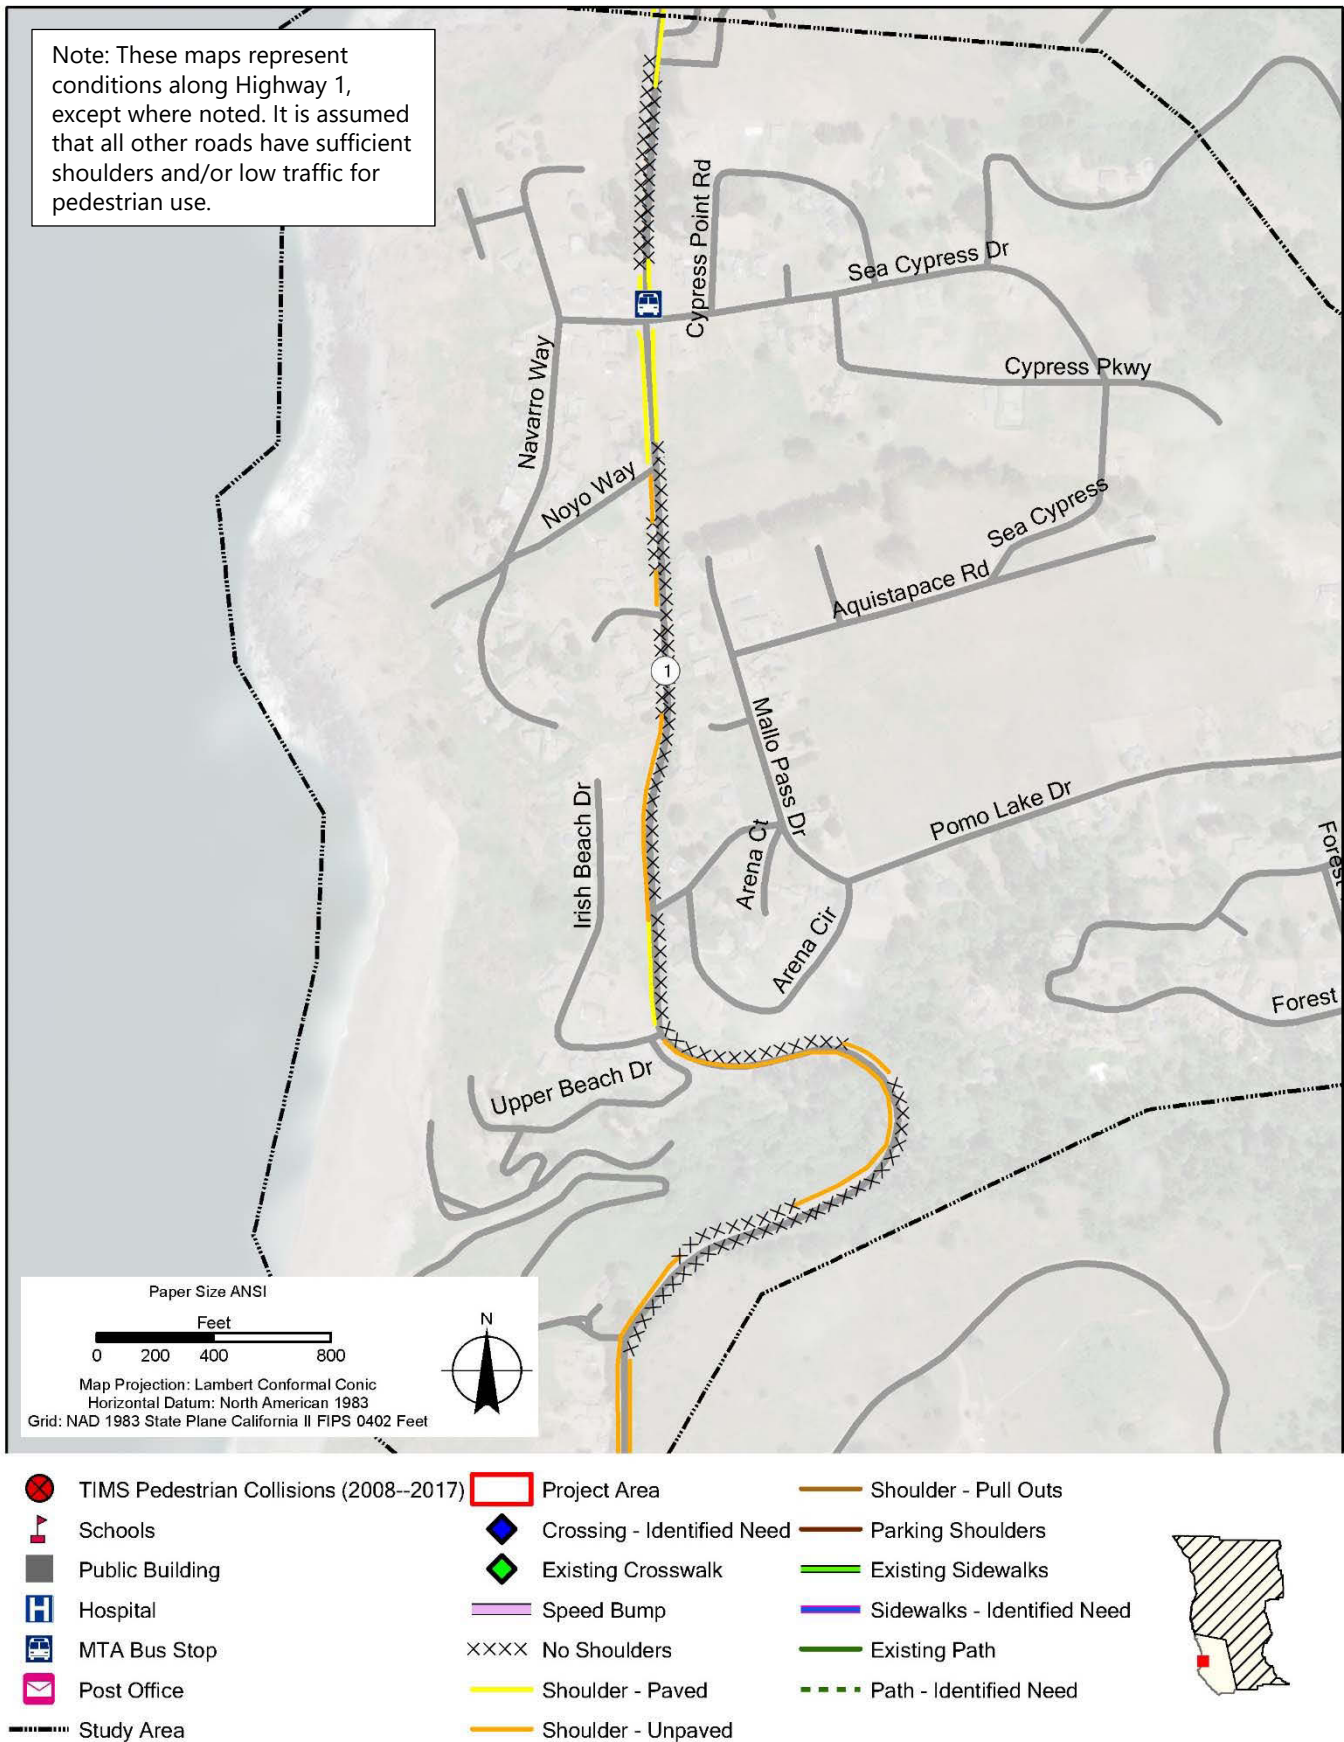 Note: These maps represent
conditions along Highway 1,
except where noted. It is assumed
that all other roads have sufficient
shoulders and/or low traffic for
pedestrian use.
Cypress Point Rd
Sea Cypress Dr
Navarro Way
Cypress Pkwy
Noyo Way
Sea Cypress
Aquistapace Rd
1
Mallo Pass Dr
Irish Beach Dr
Pomo Lake Dr
Arena Ct
Forest
Arena Cir
Forest
Upper Beach Dr
Paper Size ANSI
Feet
0 200 400 800
Map Projection: Lambert Conformal Conic
Horizontal Datum: North American 1983
Grid: NAD 1983 State Plane California II FIPS 0402 Feet
N
TIMS Pedestrian Collisions (2008--2017)
Schools
Public Building
H Hospital
MTA Bus Stop
Post Office
Study Area
Project Area
Crossing - Identified Need
Existing Crosswalk
Speed Bump
No Shoulders
Shoulder - Paved
Shoulder - Unpaved
Shoulder - Pull Outs
Parking Shoulders
Existing Sidewalks
Sidewalks - Identified Need
Existing Path
Path - Identified Need